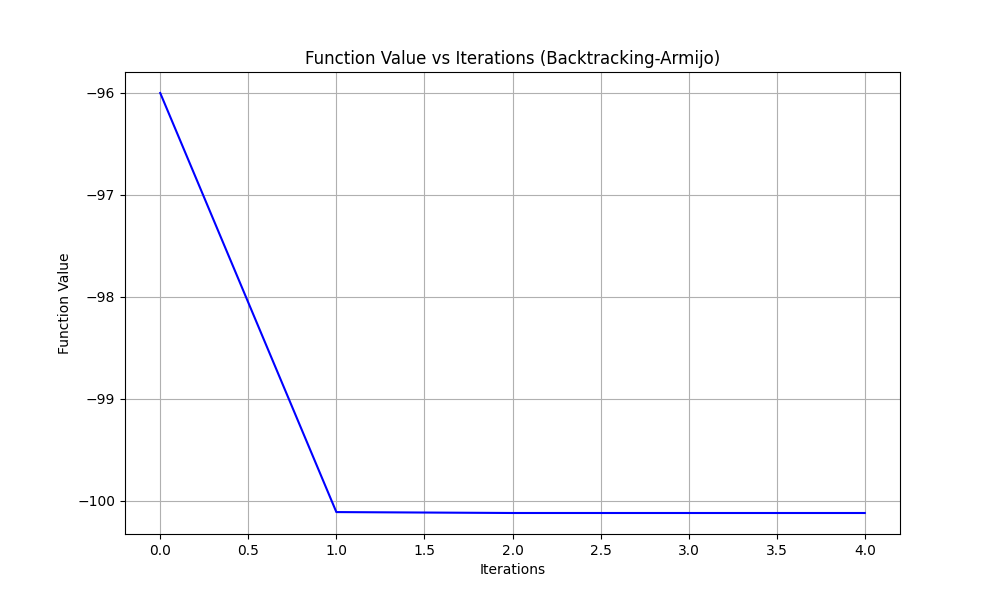 Function Value vs Iterations (Backtracking-Armijo)
Function Value
−96
−97
−98
−99
−100
0.0 0.5 1.0 1.5 2.0 2.5 3.0 3.5 4.0
Iterations